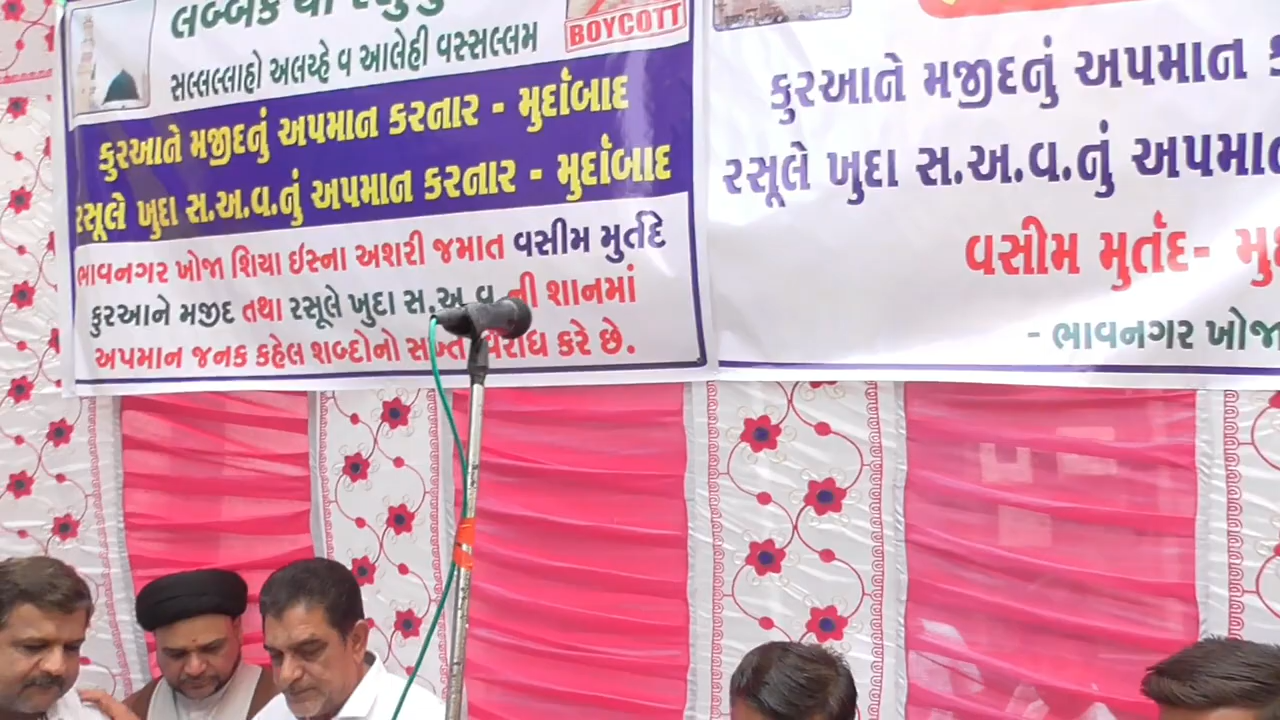 લબ્બૈક યા
BOYCOTT
સલ્લલ્લાહો અલય્હે વ આલેહી વસ્સલ્લમ
કુરઆને મજીદનું અપમાન કરનાર - મુર્દાબાદ
રસૂલે ખુદા સ.અ.વ.નું અપમાન કરનાર - મુર્દાબાદ
ભાવનગર ખોજા શિયા ઇસ્ના અશરી જમાત વસીમ મુર્તદે
કુરઆને મજીદ તથા રસૂલે ખુદા સ.અ.વ.ની શાનમાં
અપમાન જનક કહેલ શબ્દોનો સખ્ત વિરોધ કરે છે.
કુરઆને મજીદનું અપમાન
રસૂલે ખુદા સ.અ.વ.નું અપમાન
વસીમ મુર્તદ-
- ભાવનગર ખોજા